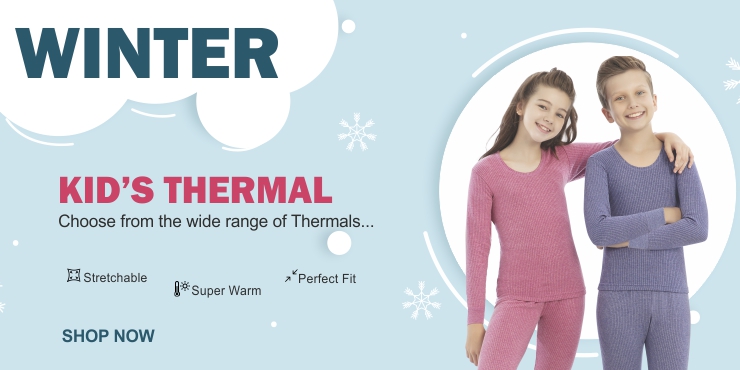 WINTER
KID'S THERMAL
Choose from the wide range of Thermals...
Stretchable
Super Warm
Perfect Fit
SHOP NOW